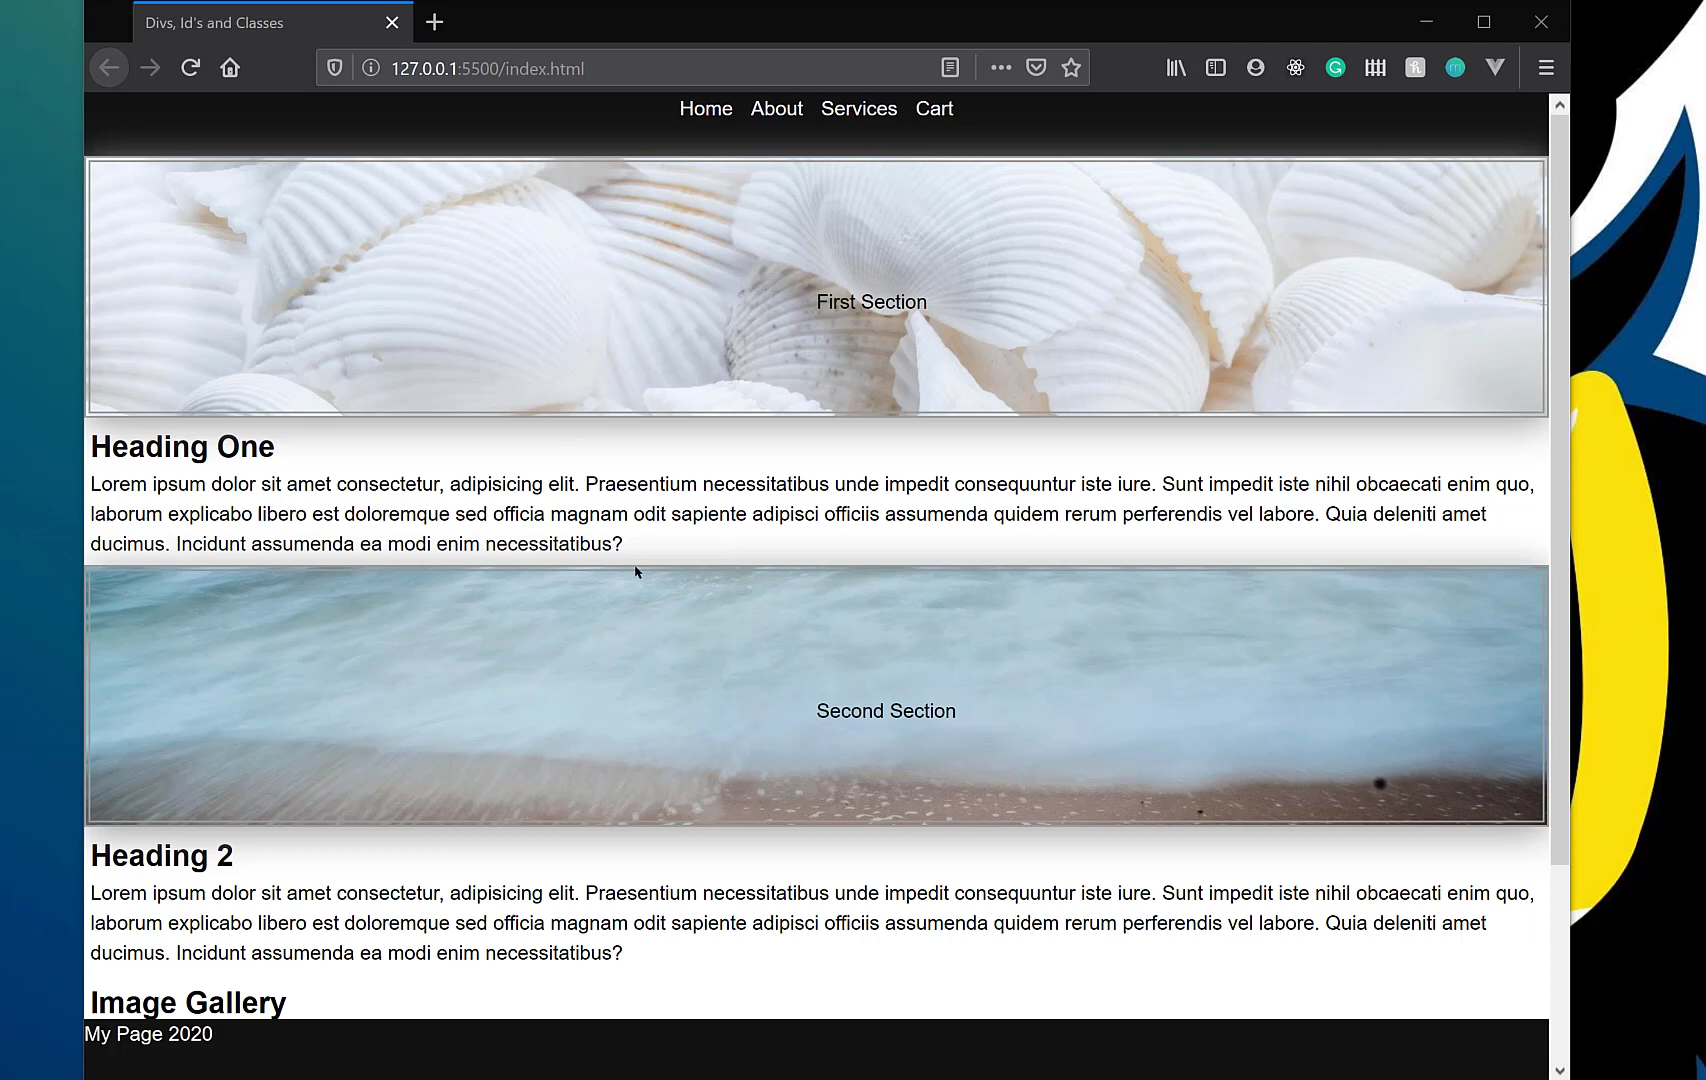 Divs, Id's and Classes
127.0.0.1:5500/index.html
Home About Services Cart
First Section
Heading One
Lorem ipsum dolor sit amet consectetur, adipisicing elit. Praesentium necessitatibus unde impedit consequuntur iste iure. Sunt impedit iste nihil obcaecati enim quo,
laborum explicabo libero est doloremque sed officia magnam odit sapiente adipisci officiis assumenda quidem rerum perferendis vel labore. Quia deleniti amet
ducimus. Incidunt assumenda ea modi enim necessitatibus?
Second Section
Heading 2
Lorem ipsum dolor sit amet consectetur, adipisicing elit. Praesentium necessitatibus unde impedit consequuntur iste iure. Sunt impedit iste nihil obcaecati enim quo,
laborum explicabo libero est doloremque sed officia magnam odit sapiente adipisci officiis assumenda quidem rerum perferendis vel labore. Quia deleniti amet
ducimus. Incidunt assumenda ea modi enim necessitatibus?
Image Gallery
My Page 2020